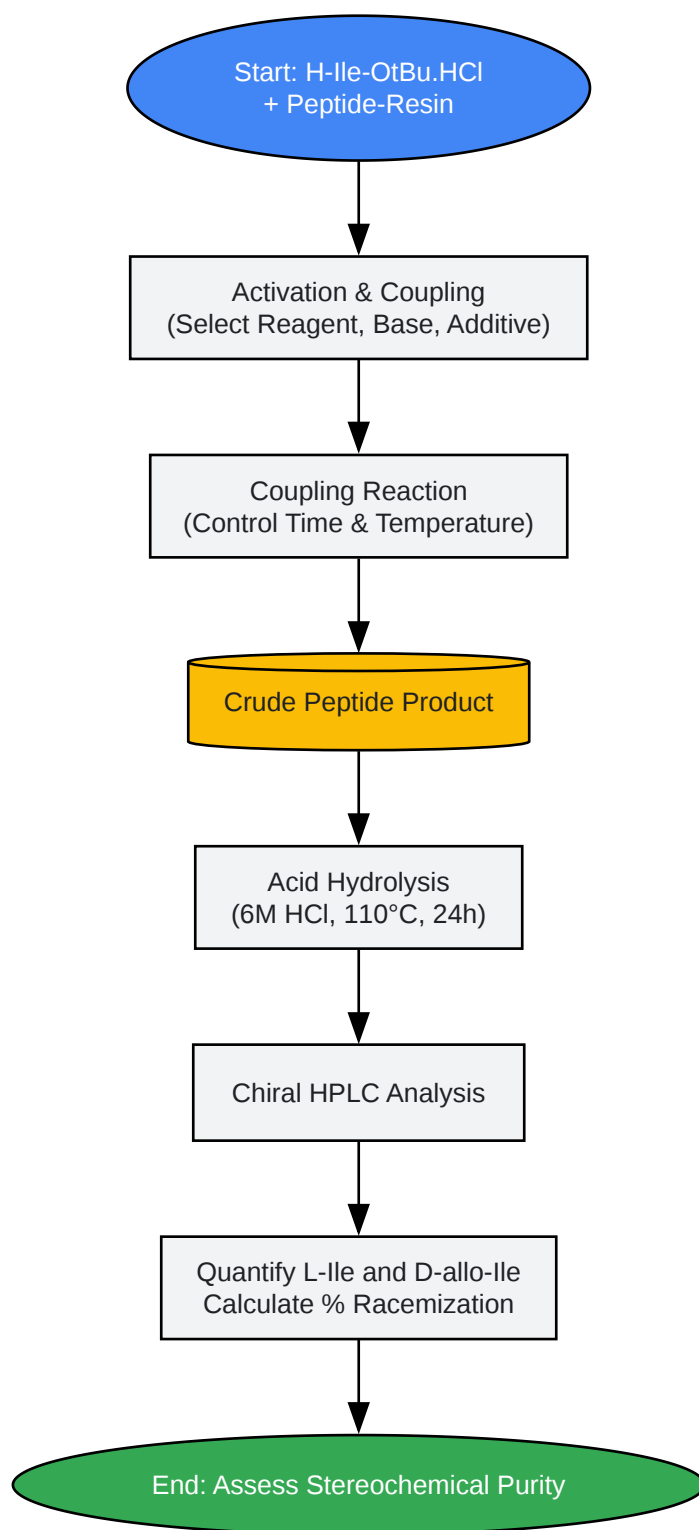 Start: H-Ile-OtBu.HCl
+ Peptide-Resin
Activation & Coupling
(Select Reagent, Base, Additive)
Coupling Reaction
(Control Time & Temperature)
Crude Peptide Product
Acid Hydrolysis
(6M HCl, 110°C, 24h)
Chiral HPLC Analysis
Quantify L-Ile and D-allo-Ile
Calculate % Racemization
End: Assess Stereochemical Purity